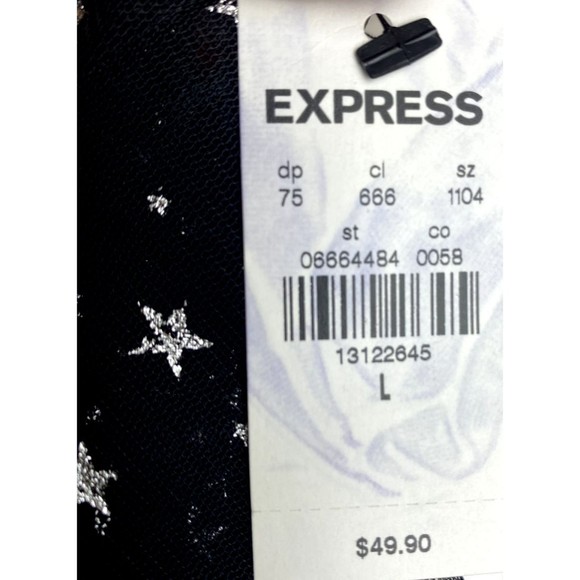 EXPRESS
dp cl sz
75 666 1104
st co
06664484 0058
13122645
L
$49.90